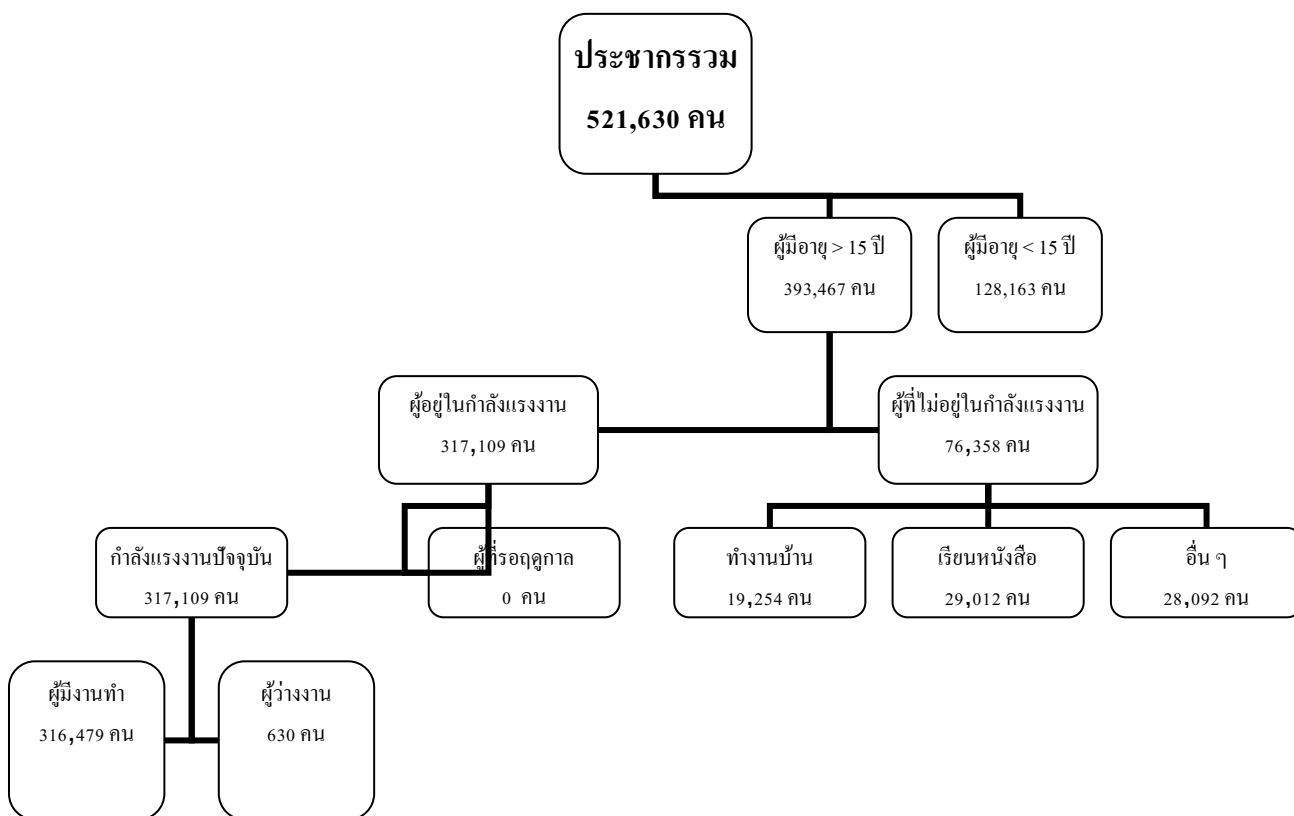 ประชากรรวม
521,630 คน
ผู้มีอายุ > 15 ปี
393,467 คน
ผู้มีอายุ < 15 ปี
128,163 คน
ผู้อยู่ในกำลังแรงงาน
317,109 คน
ผู้ที่ไม่อยู่ในกำลังแรงงาน
76,358 คน
กำลังแรงงานปัจจุบัน
317,109 คน
ผู้ที่รอฤดูกาล
0 คน
ทำงานบ้าน
19,254 คน
เรียนหนังสือ
29,012 คน
อื่น ๆ
28,092 คน
ผู้มีงานทำ
316,479 คน
ผู้ว่างงาน
630 คน